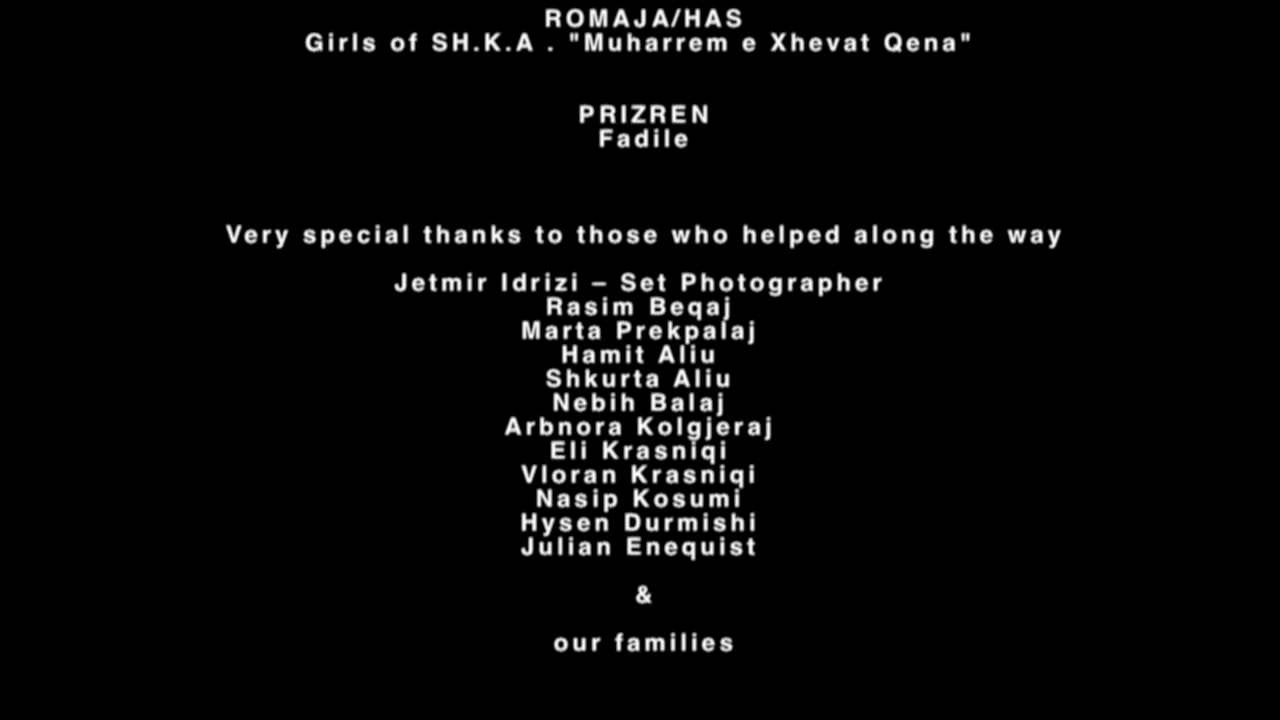 ROMAJA/HAS
Girls of SH.K.A . "Muharrem e Xhevat Qena"
PRIZREN
Fadile
Very special thanks to those who helped along the way
Jetmir Idrizi – Set Photographer
Rasim Beqaj
Marta Prekpalaj
Hamit Aliu
Shkurta Aliu
Nebih Balaj
Arbnora Kolgjeraj
Eli Krasniqi
Vloran Krasniqi
Nasip Kosumi
Hysen Durmishi
Julian Enequist
&
our families